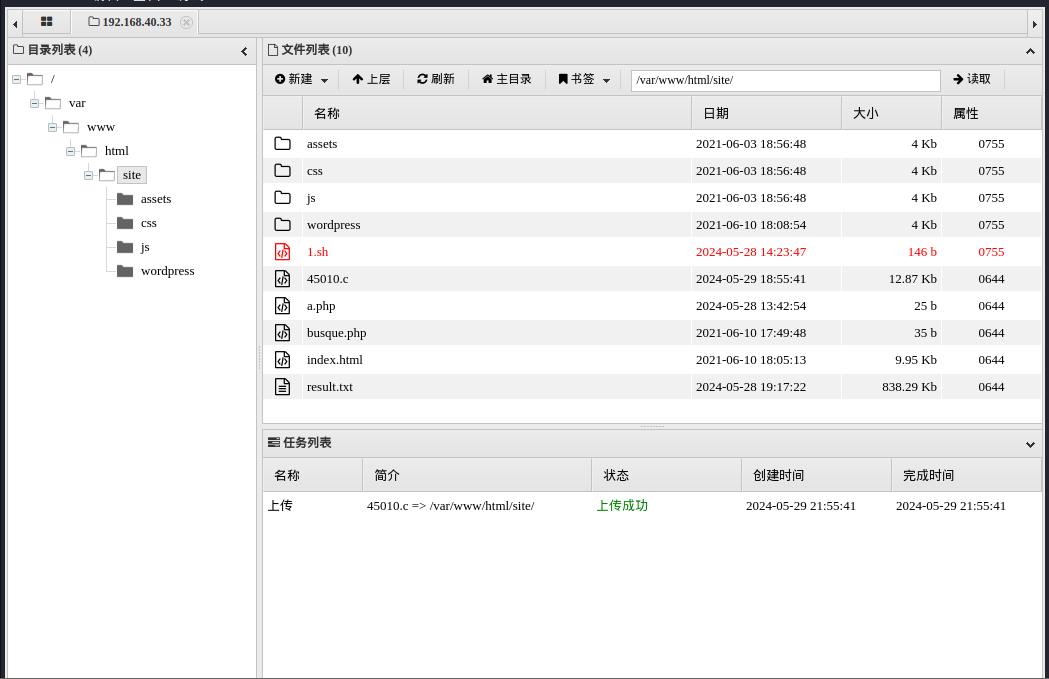 192.168.40.33
目录列表 (4)
/
var
www
html
site
assets
css
js
wordpress
文件列表 (10)
新建 上层 刷新 主目录 书签 /var/www/html/site/ 读取
名称 日期 大小 属性
assets 2021-06-03 18:56:48 4 Kb 0755
css 2021-06-03 18:56:48 4 Kb 0755
js 2021-06-03 18:56:48 4 Kb 0755
wordpress 2021-06-10 18:08:54 4 Kb 0755
1.sh 2024-05-28 14:23:47 146 b 0755
45010.c 2024-05-29 18:55:41 12.87 Kb 0644
a.php 2024-05-28 13:42:54 25 b 0644
busque.php 2021-06-10 17:49:48 35 b 0644
index.html 2021-06-10 18:05:13 9.95 Kb 0644
result.txt 2024-05-28 19:17:22 838.29 Kb 0644
任务列表
名称 简介 状态 创建时间 完成时间
上传 45010.c => /var/www/html/site/ 上传成功 2024-05-29 21:55:41 2024-05-29 21:55:41